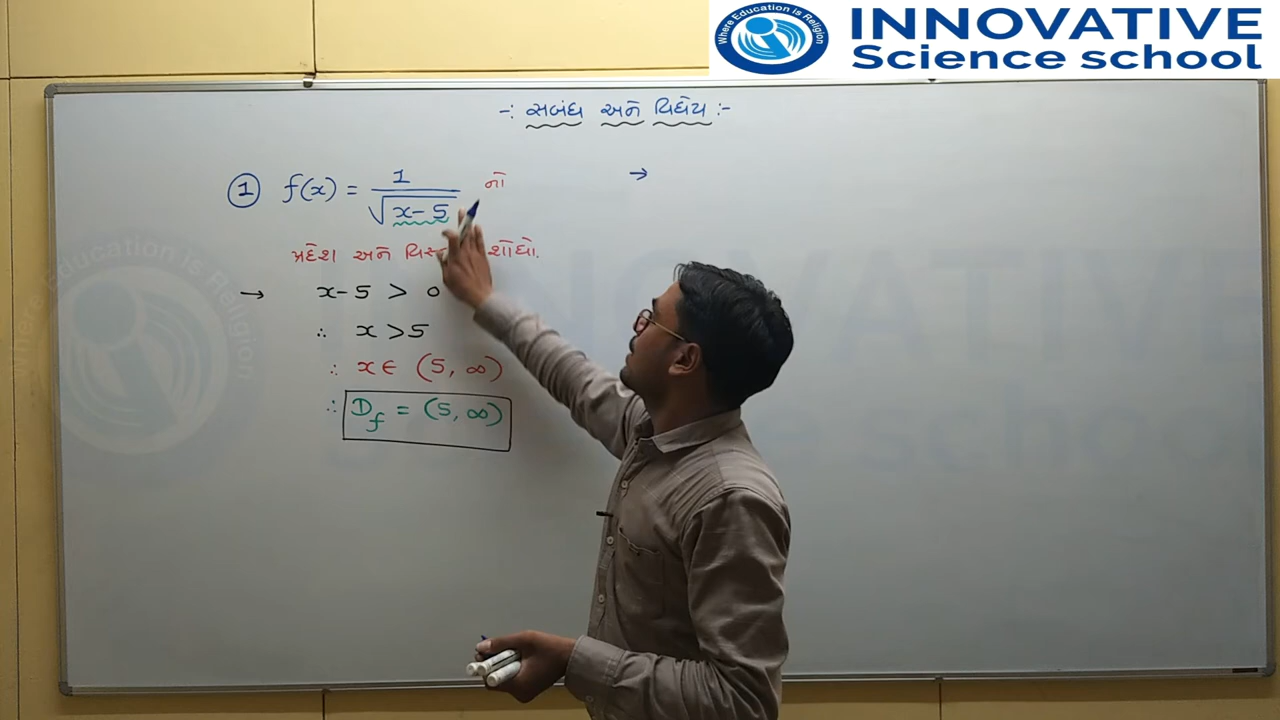 Where Education is Religion
INNOVATIVE
Science school
-: સબંધ અને વિધેય :-
① f(x) = 1/√(x-5) નો
પ્રદેશ અને શોધો.
→ x-5 > 0
∴ x > 5
∴ x ∈ (5, ∞)
∴ D_f = (5, ∞)
→